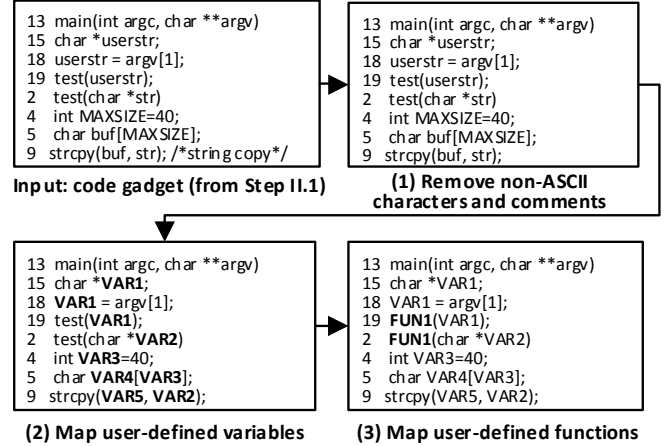 13 main(int argc, char **argv)
15 char *userstr;
18 userstr = argv[1];
19 test(userstr);
2 test(char *str)
4 int MAXSIZE=40;
5 char buf[MAXSIZE];
9 strcpy(buf, str); /*string copy*/
Input: code gadget (from Step II.1)
13 main(int argc, char **argv)
15 char *userstr;
18 userstr = argv[1];
19 test(userstr);
2 test(char *str)
4 int MAXSIZE=40;
5 char buf[MAXSIZE];
9 strcpy(buf, str);
(1) Remove non-ASCII
characters and comments
13 main(int argc, char **argv)
15 char *VAR1;
18 VAR1 = argv[1];
19 test(VAR1);
2 test(char *VAR2)
4 int VAR3=40;
5 char VAR4[VAR3];
9 strcpy(VAR5, VAR2);
(2) Map user-defined variables
13 main(int argc, char **argv)
15 char *VAR1;
18 VAR1 = argv[1];
19 FUN1(VAR1);
2 FUN1(char *VAR2)
4 int VAR3=40;
5 char VAR4[VAR3];
9 strcpy(VAR5, VAR2);
(3) Map user-defined functions